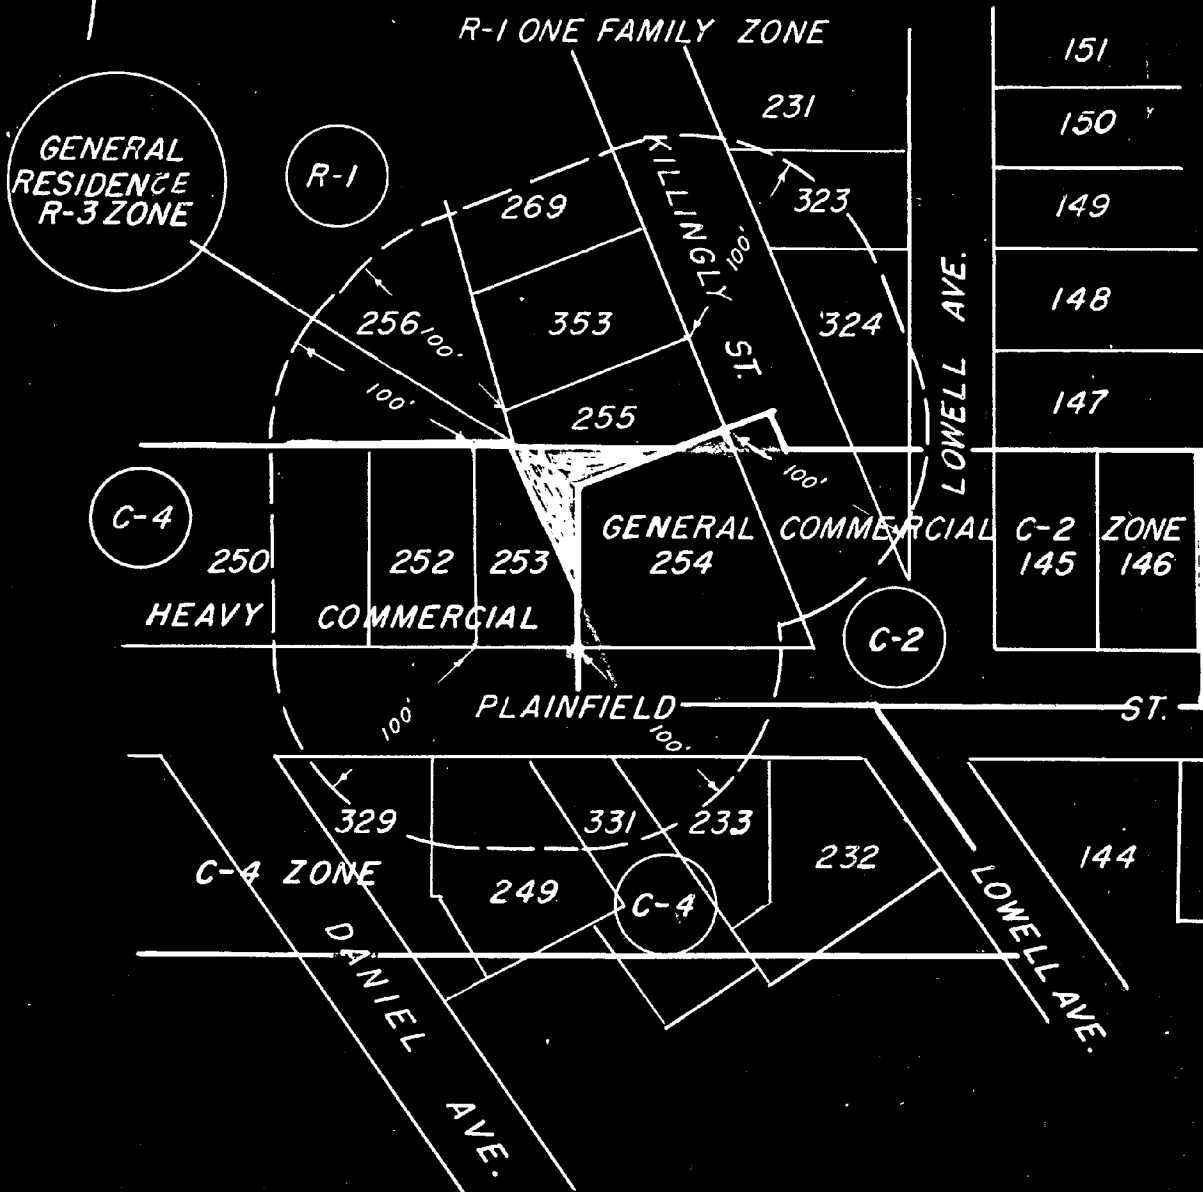 R-1 ONE FAMILY ZONE
151
231
150
GENERAL
RESIDENCE
R-3 ZONE
R-1
KILLINGLY ST.
269
323
149
100'
256
100'
353
324
148
LOWELL AVE.
100'
255
147
100'
C-4
GENERAL COMMERCIAL C-2 ZONE
250
252
253
254
145
146
HEAVY COMMERCIAL
C-2
PLAINFIELD ST.
100'
100'
329
331
233
232
144
C-4 ZONE
249
C-4
LOWELL AVE.
DANIEL AVE.